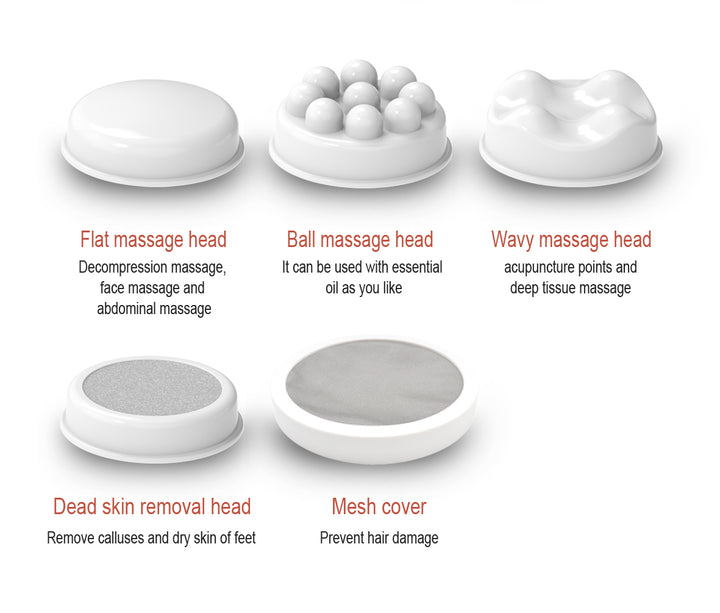 Flat massage head
Decompression massage,
face massage and
abdominal massage
Ball massage head
It can be used with essential
oil as you like
Wavy massage head
acupuncture points and
deep tissue massage
Dead skin removal head
Remove calluses and dry skin of feet
Mesh cover
Prevent hair damage